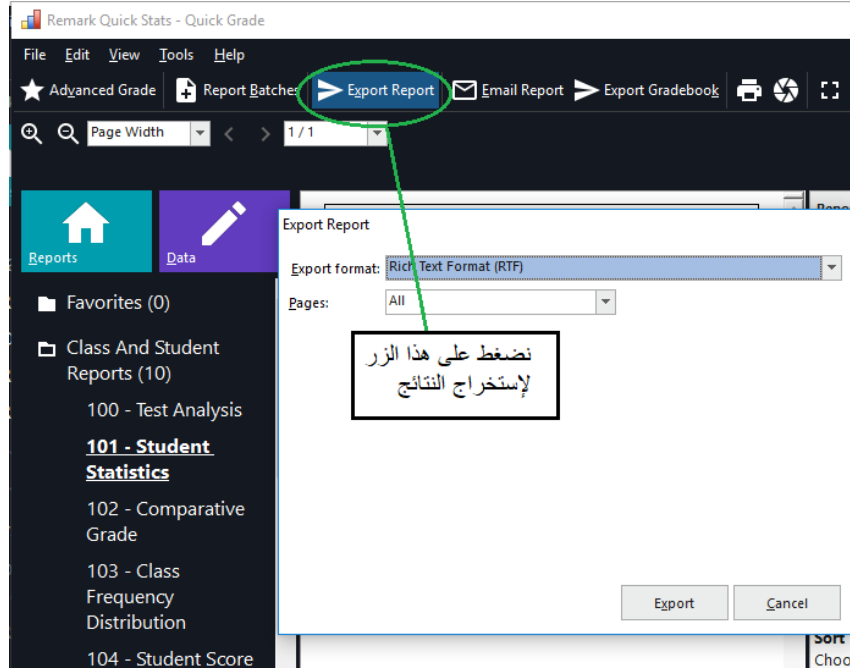 Remark Quick Stats - Quick Grade
File Edit View Tools Help
Advanced Grade Report Batches Export Report Email Report Export Gradebook
Page Width 1 / 1
Reports Data
Export Report
Export format: Rich Text Format (RTF)
Pages: All
نضغط على هذا الزر
لإستخراج النتائج
Favorites (0)
Class And Student
Reports (10)
100 - Test Analysis
101 - Student
Statistics
102 - Comparative
Grade
103 - Class
Frequency
Distribution
104 - Student Score
Export Cancel
Sort